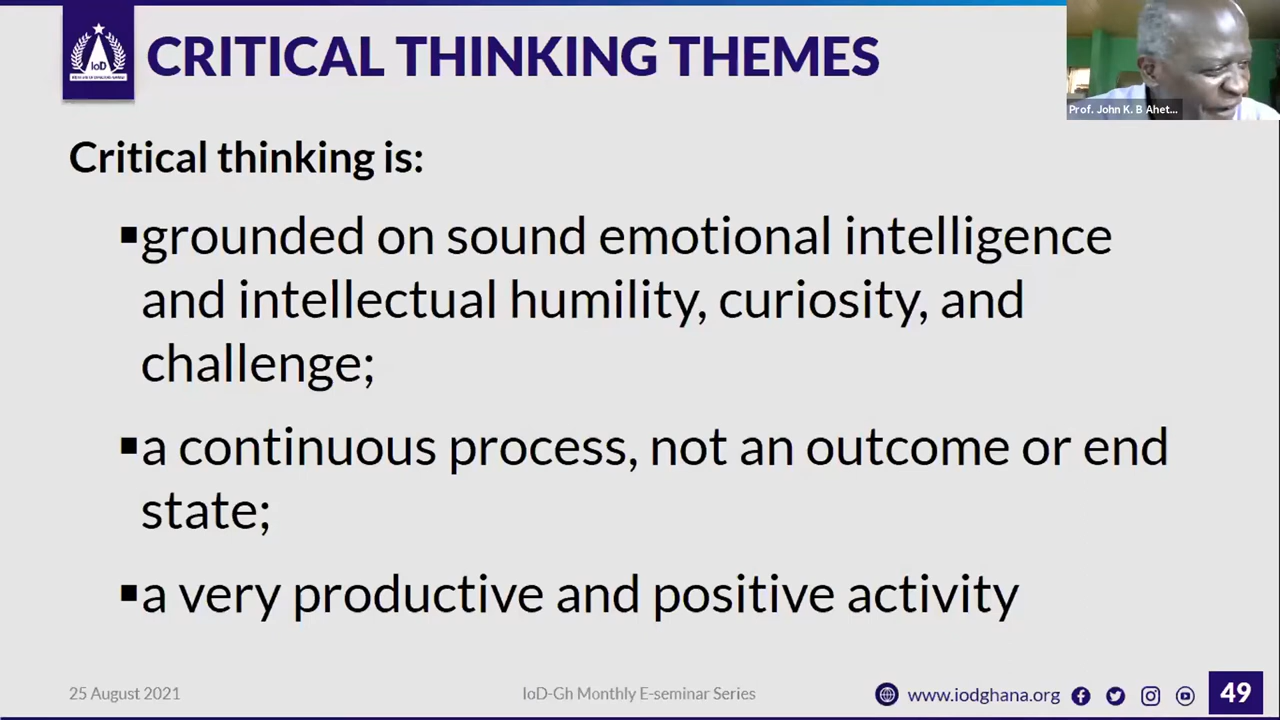 IoD
CRITICAL THINKING THEMES
Prof. John K. B Ahet...
Critical thinking is:
▪grounded on sound emotional intelligence
and intellectual humility, curiosity, and
challenge;
▪a continuous process, not an outcome or end
state;
▪a very productive and positive activity
25 August 2021
IoD-Gh Monthly E-seminar Series
www.iodghana.org
49